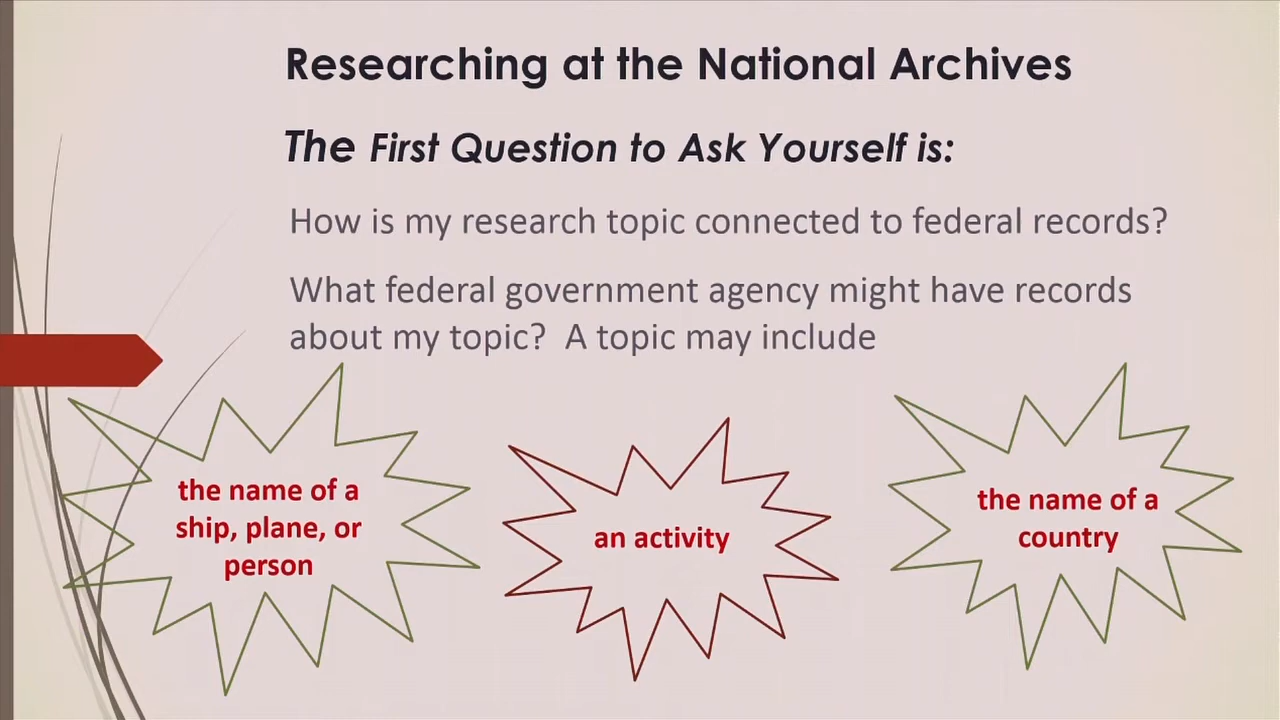 Researching at the National Archives
The First Question to Ask Yourself is:
How is my research topic connected to federal records?
What federal government agency might have records
about my topic?  A topic may include
the name of a
ship, plane, or
person
an activity
the name of a
country